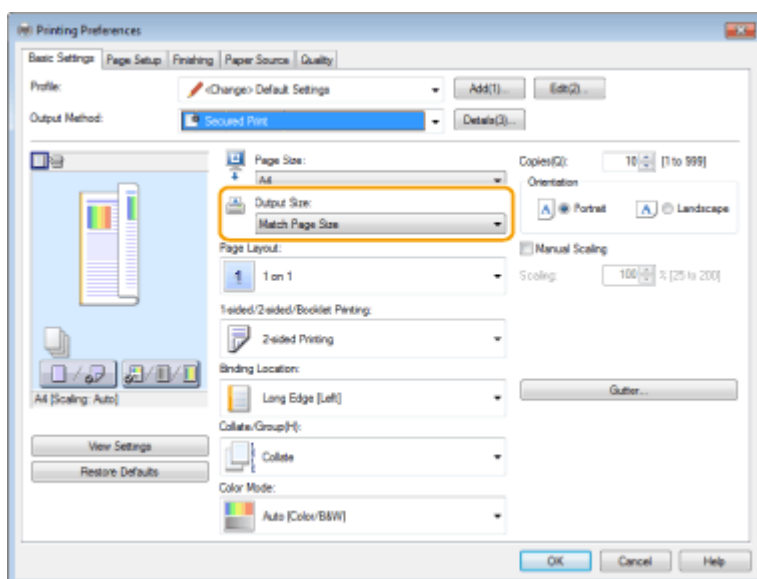 Printing Preferences
Basic Settings Page Setup Finishing Paper Source Quality
Profile: <Change> Default Settings Add(1)... Edit(2)...
Output Method: Secured Print Details(3)...
Page Size:
A4
Output Size:
Match Page Size
Copies(Q): 10 [1 to 999]
Orientation
A Portrait A Landscape
Page Layout:
1 1 on 1
Manual Scaling
Scaling: 100 % [25 to 200]
1-sided/2-sided/Booklet Printing:
2-sided Printing
Binding Location:
Long Edge [Left]
Gutter...
A4 [Scaling: Auto]
Collate/Group(H):
Collate
View Settings
Restore Defaults
Color Mode:
Auto [Color/B&W]
OK Cancel Help